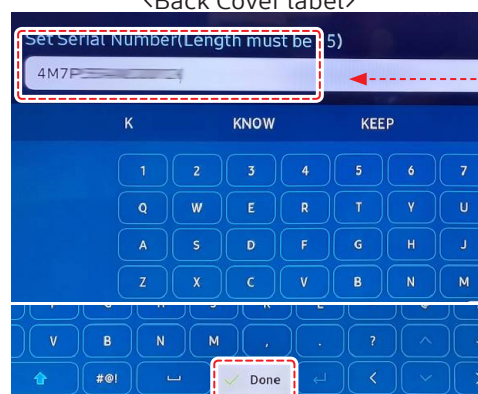 <Back Cover label>
Set Serial Number(Length must be 15)
4M7P
K KNOW KEEP
1 2 3 4 5 6 7
Q W E R T Y U
A S D F G H J
Z X C V B N M
V B N M , . ?
#@! Done